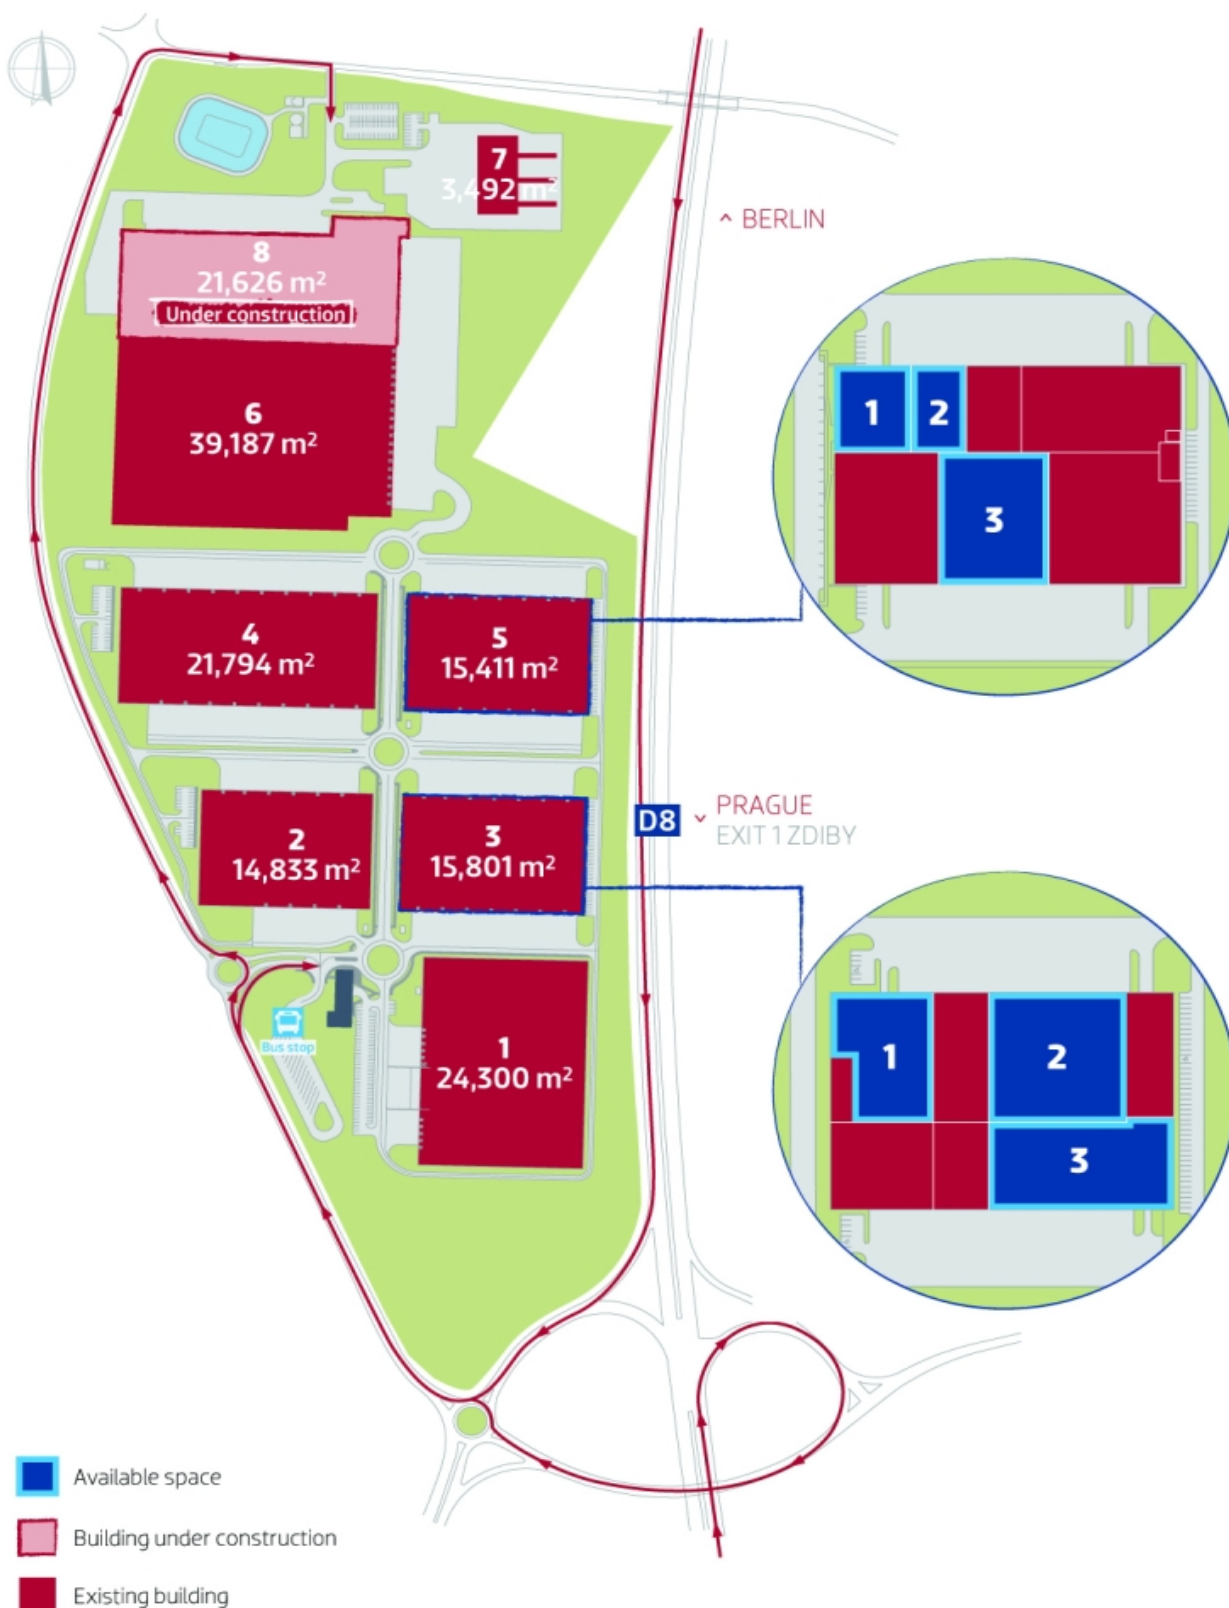 7
3,492 m²
BERLIN
8
21,626 m²
Under construction
1
2
3
6
39,187 m²
4
21,794 m²
5
15,411 m²
D8
PRAGUE
EXIT 1 ZDIBY
2
14,833 m²
3
15,801 m²
1
2
3
Bus stop
1
24,300 m²
Available space
Building under construction
Existing building